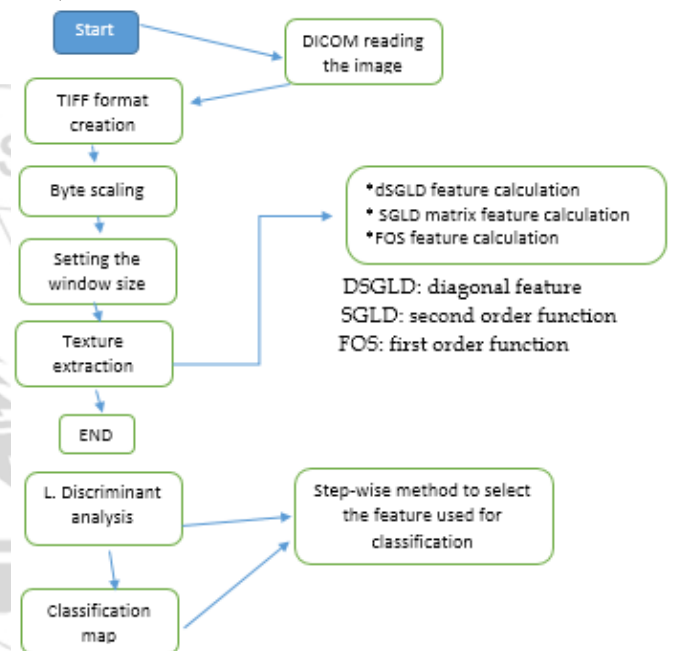 Start
DICOM reading
the image
TIFF format
creation
Byte scaling
*dSGLD feature calculation
* SGLD matrix feature calculation
*FOS feature calculation
Setting the
window size
DSGLD: diagonal feature
SGLD: second order function
FOS: first order function
Texture
extraction
END
L. Discriminant
analysis
Step-wise method to select
the feature used for
classification
Classification
map